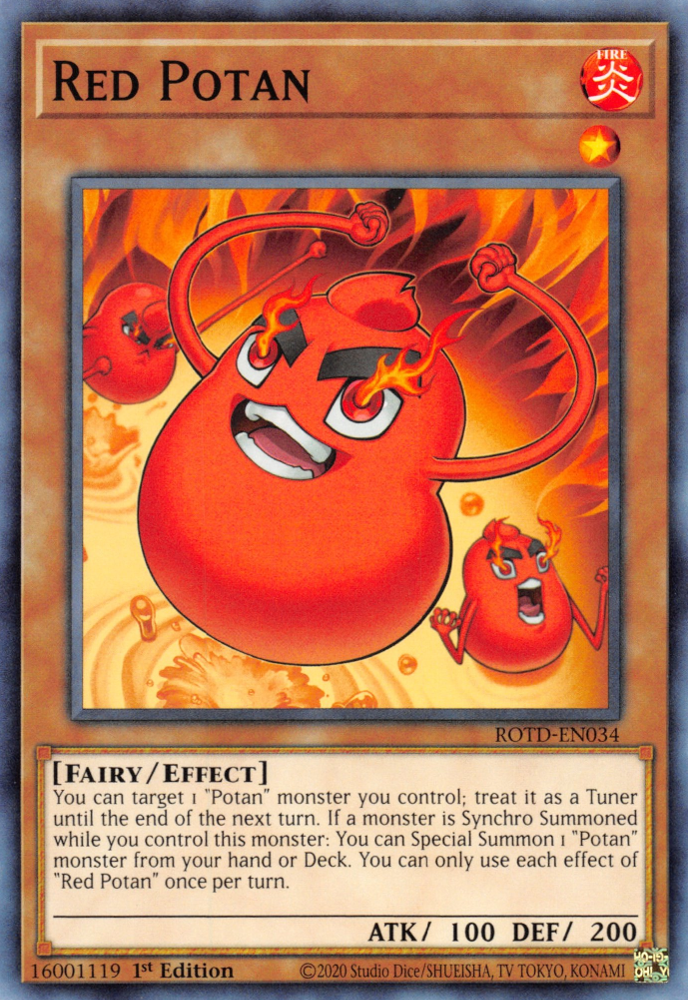 Red Potan
FIRE
炎
ROTD-EN034
[Fairy/Effect]
You can target 1 "Potan" monster you control; treat it as a Tuner
until the end of the next turn. If a monster is Synchro Summoned
while you control this monster: You can Special Summon 1 "Potan"
monster from your hand or Deck. You can only use each effect of
"Red Potan" once per turn.
ATK/ 100 DEF/ 200
16001119 1st Edition ©2020 Studio Dice/SHUEISHA, TV TOKYO, KONAMI